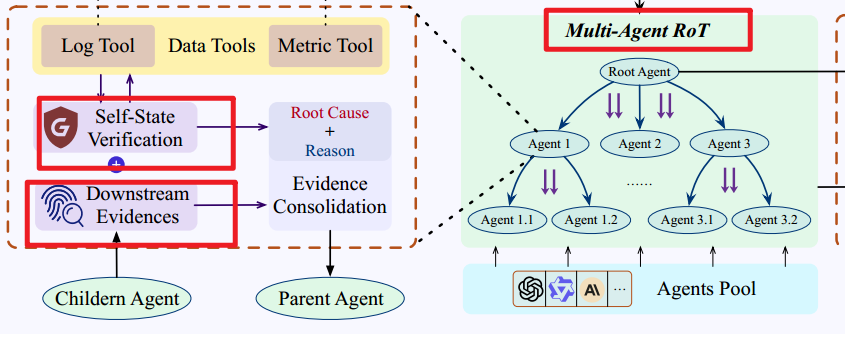 Log Tool
Data Tools
Metric Tool
Self-State
Verification
Root Cause
+
Reason
+
Downstream
Evidences
Evidence
Consolidation
Childern Agent
Parent Agent
Multi-Agent RoT
Root Agent
Agent 1
Agent 2
Agent 3
......
Agent 1.1
Agent 1.2
Agent 3.1
Agent 3.2
...
Agents Pool